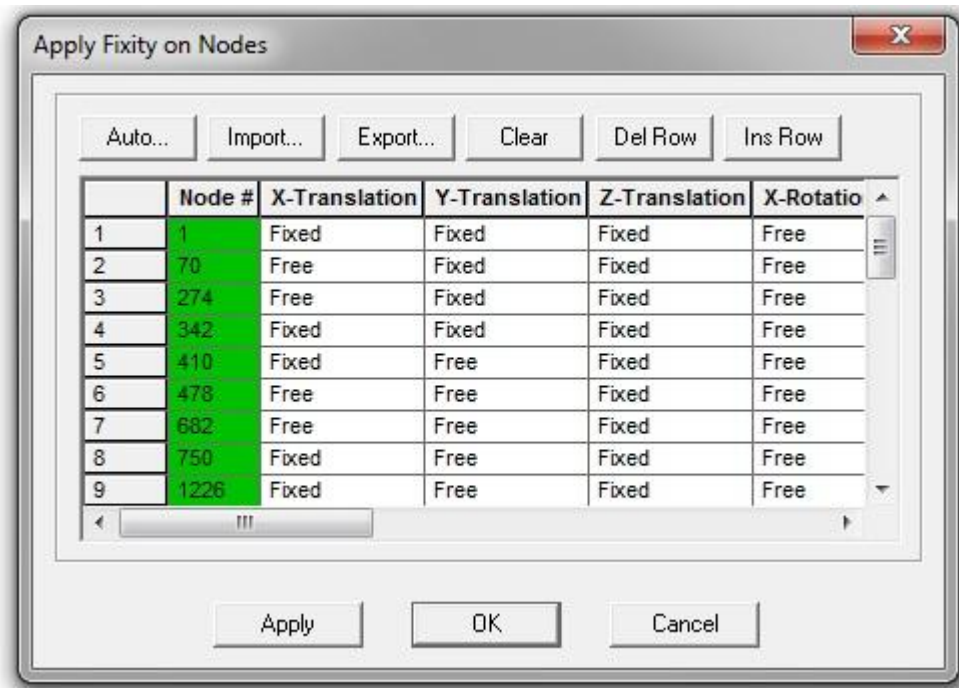 Apply Fixity on Nodes
Auto... Import... Export... Clear Del Row Ins Row
Node # X-Translation Y-Translation Z-Translation X-Rotatio
1 1 Fixed Fixed Fixed Free
2 70 Free Fixed Fixed Free
3 274 Free Fixed Fixed Free
4 342 Fixed Fixed Fixed Free
5 410 Fixed Free Fixed Free
6 478 Free Free Fixed Free
7 682 Free Free Fixed Free
8 750 Fixed Free Fixed Free
9 1226 Fixed Free Fixed Free
Apply OK Cancel